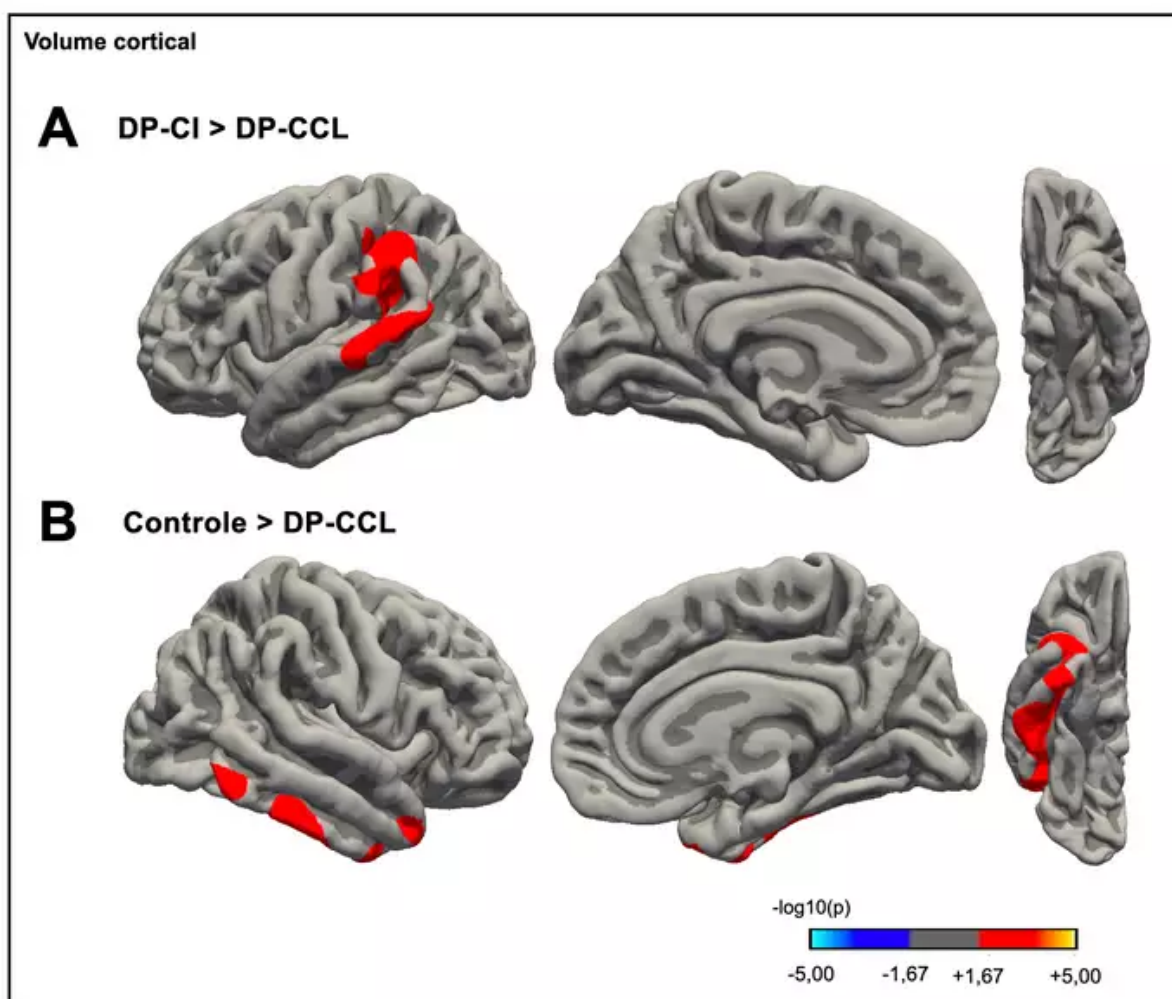 Volume cortical
A DP-CI > DP-CCL
B Controle > DP-CCL
-log10(p)
-5,00 -1,67 +1,67 +5,00